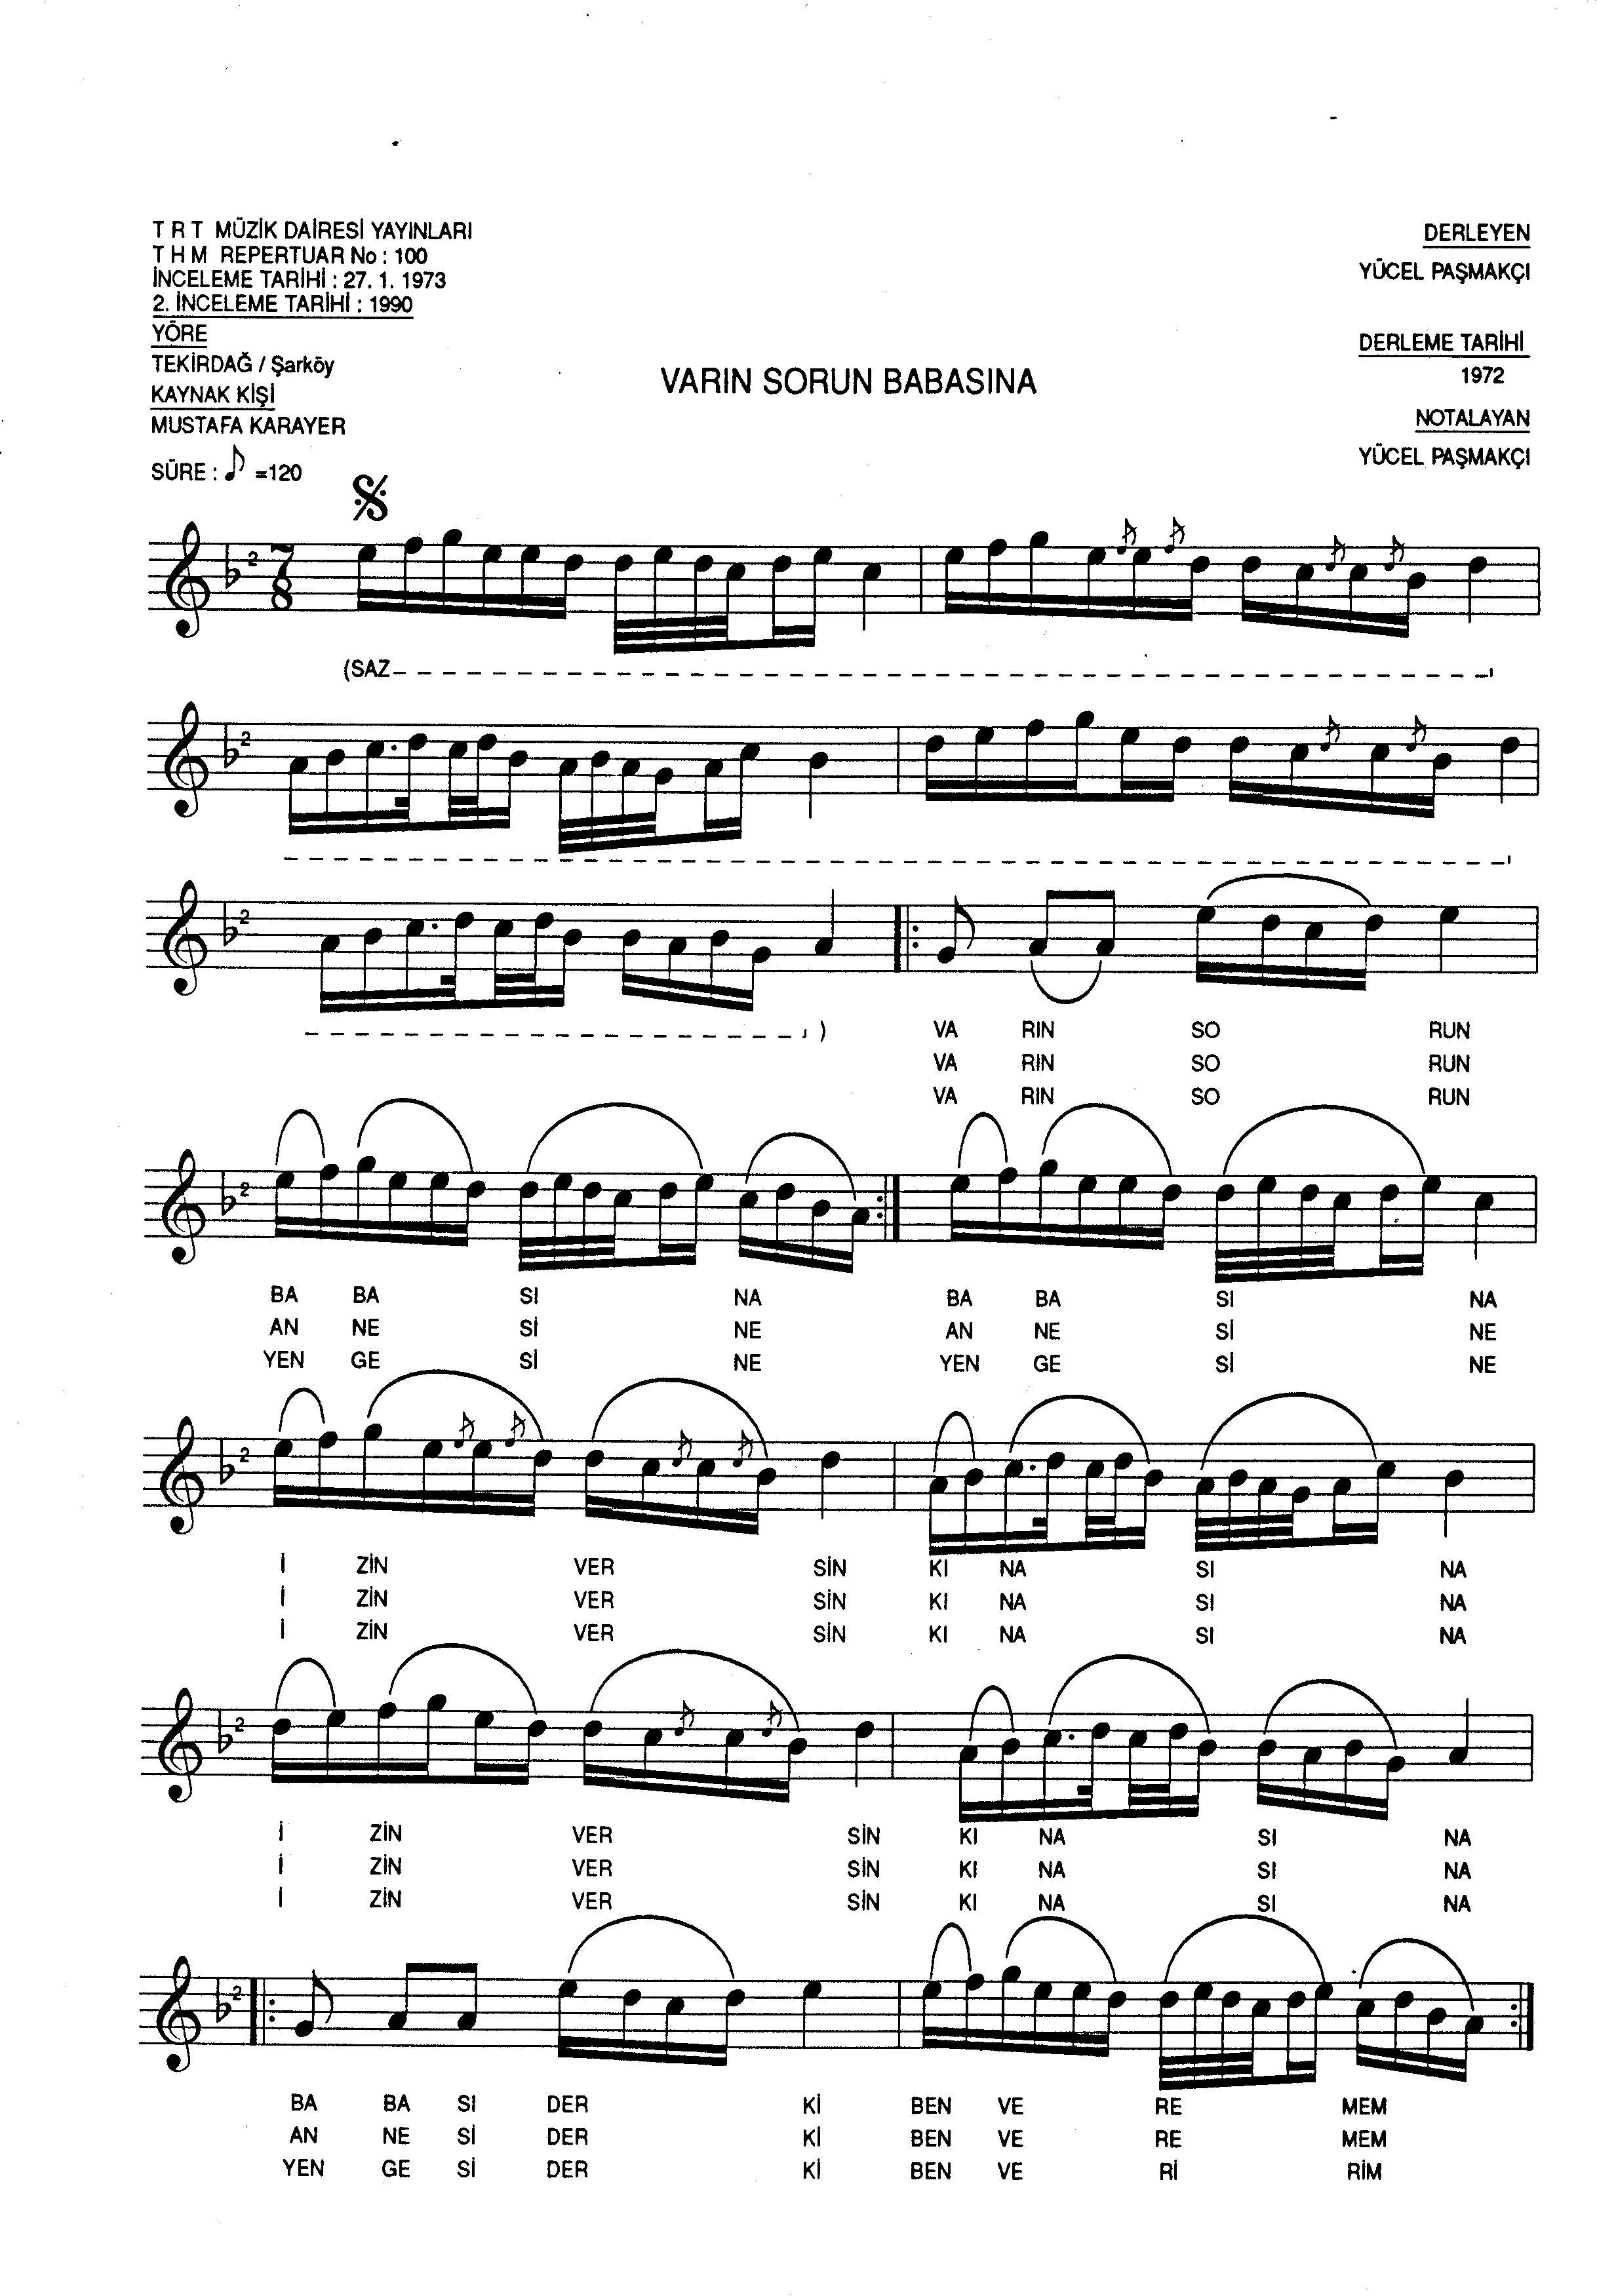 T R T MÜZİK DAİRESİ YAYINLARI
T H M REPERTUAR No : 100
İNCELEME TARİHİ : 27. 1. 1973
2. İNCELEME TARİHİ : 1990
YÖRE
TEKİRDAĞ / Şarköy
KAYNAK KİŞİ
MUSTAFA KARAYER
SÜRE : ♪ =120
VARIN SORUN BABASINA
DERLEYEN
YÜCEL PAŞMAKÇI
DERLEME TARİHİ
1972
NOTALAYAN
YÜCEL PAŞMAKÇI
2 7 8
(SAZ
2
2
)
VA RIN SO RUN
VA RIN SO RUN
VA RIN SO RUN
2
BA BA SI NA BA BA SI NA
AN NE Sİ NE AN NE Sİ NE
YEN GE Sİ NE YEN GE Sİ NE
2
İ ZİN VER SİN KI NA SI NA
İ ZİN VER SİN KI NA SI NA
İ ZİN VER SİN KI NA SI NA
2
İ ZİN VER SİN KI NA SI NA
İ ZİN VER SİN KI NA SI NA
İ ZİN VER SİN KI NA SI NA
2
BA BA SI DER Kİ BEN VE RE MEM
AN NE Sİ DER Kİ BEN VE RE MEM
YEN GE Sİ DER Kİ BEN VE Rİ RİM